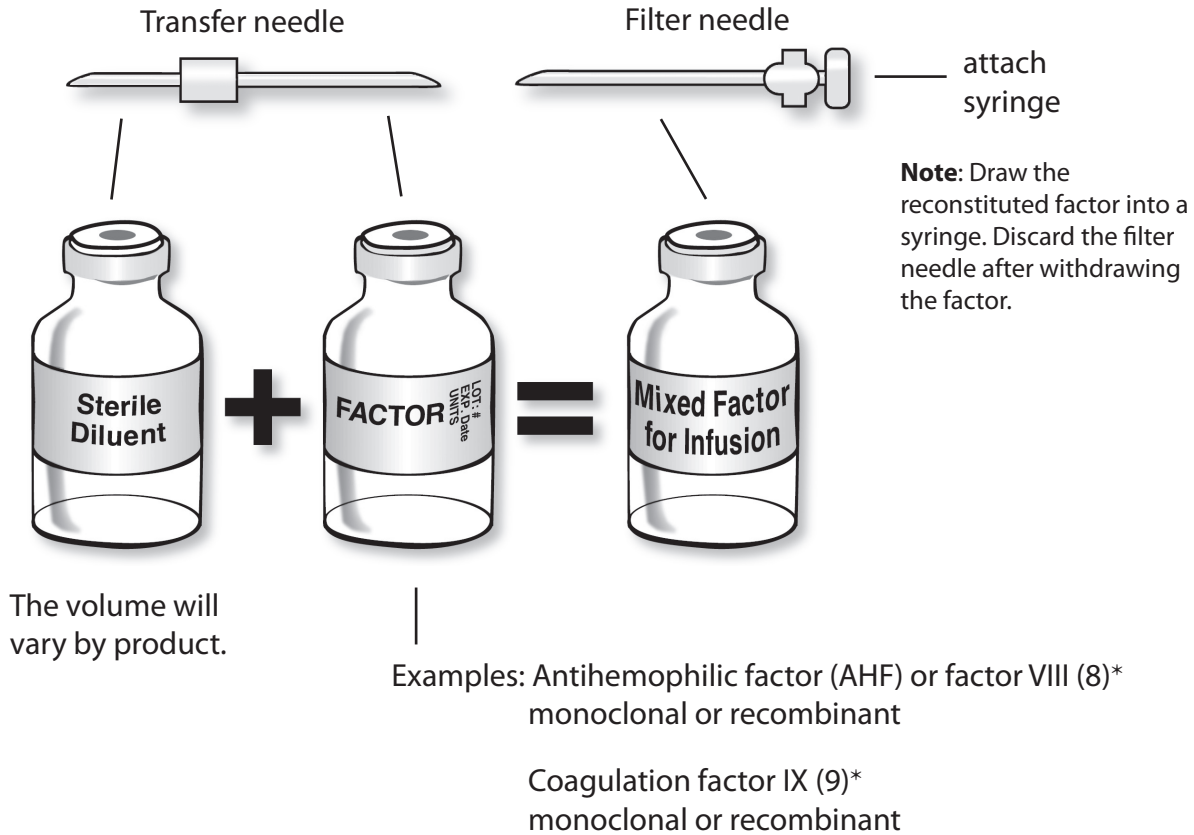 Transfer needle
Filter needle
attach
syringe
Note: Draw the
reconstituted factor into a
syringe. Discard the filter
needle after withdrawing
the factor.
Sterile
Diluent
FACTOR
LOT: #
EXP. Date
UNITS
Mixed Factor
for Infusion
The volume will
vary by product.
Examples: Antihemophilic factor (AHF) or factor VIII (8)*
monoclonal or recombinant
Coagulation factor IX (9)*
monoclonal or recombinant